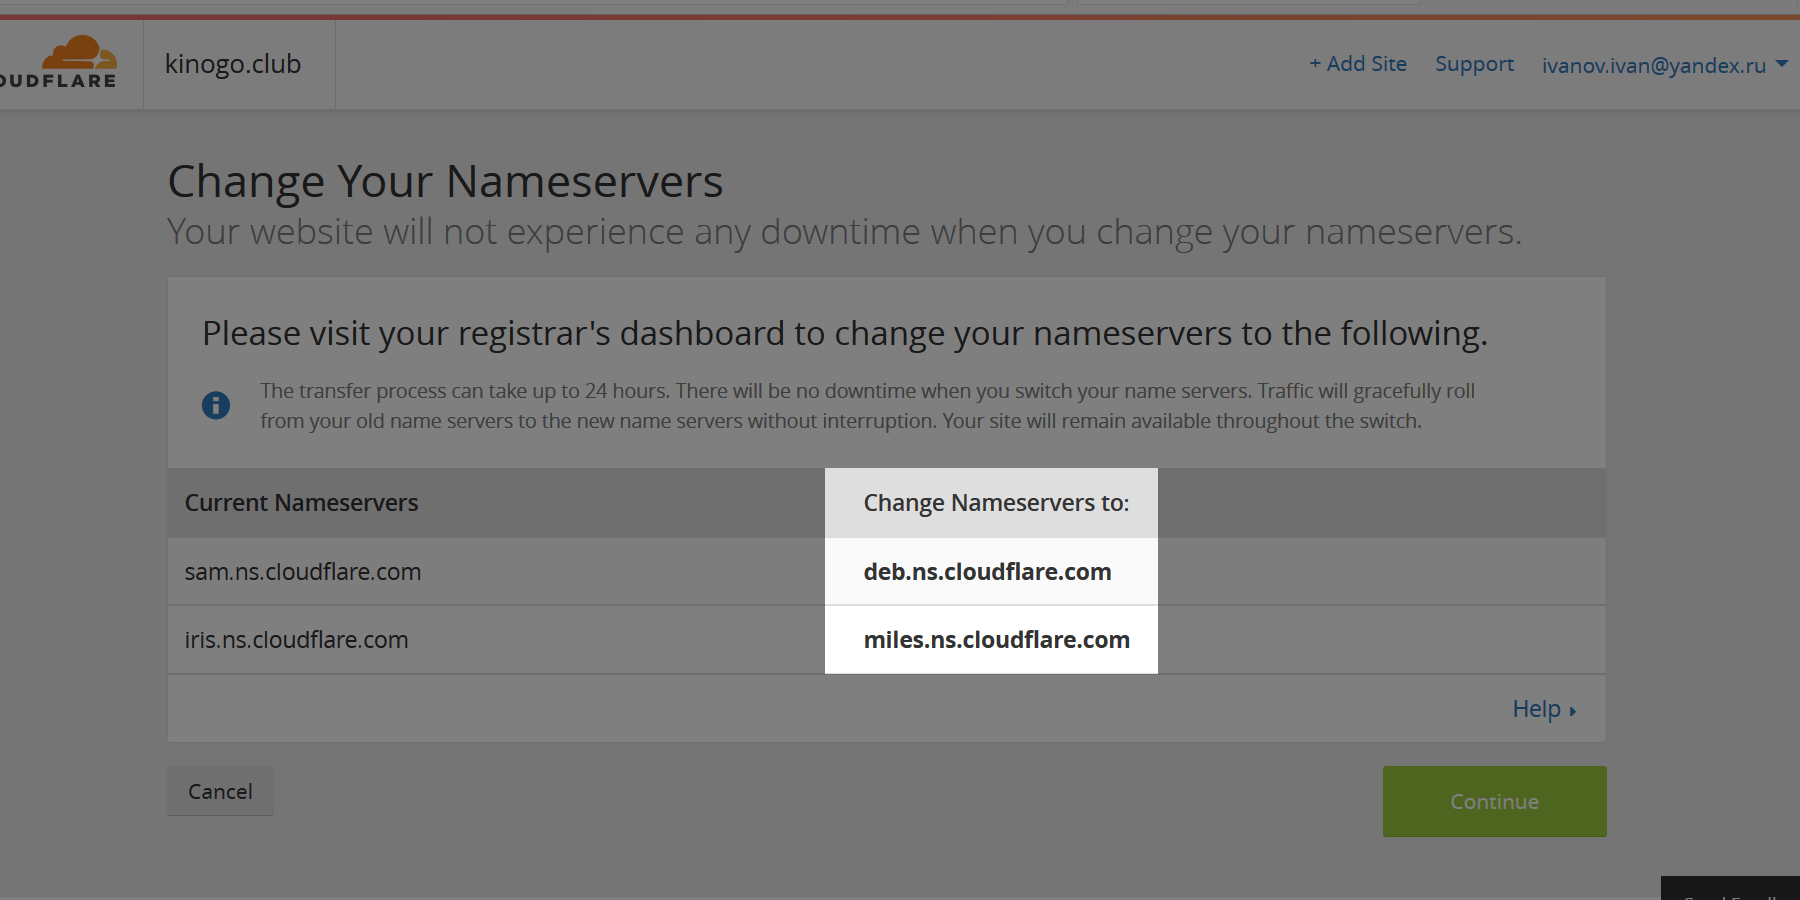 OUDFLARE
kinogo.club
+ Add Site Support ivanov.ivan@yandex.ru
Change Your Nameservers
Your website will not experience any downtime when you change your nameservers.
Please visit your registrar's dashboard to change your nameservers to the following.
The transfer process can take up to 24 hours. There will be no downtime when you switch your name servers. Traffic will gracefully roll
from your old name servers to the new name servers without interruption. Your site will remain available throughout the switch.
Current Nameservers Change Nameservers to:
sam.ns.cloudflare.com deb.ns.cloudflare.com
iris.ns.cloudflare.com miles.ns.cloudflare.com
Help
Cancel Continue